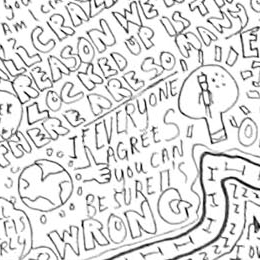 AM I C
ALL CRAZY
REASON WE
LOCKED UP IS TH
THERE ARE SO MANY
IF EVERYONE
AGREES
YOU CAN
BE SURE IT'S
WRONG